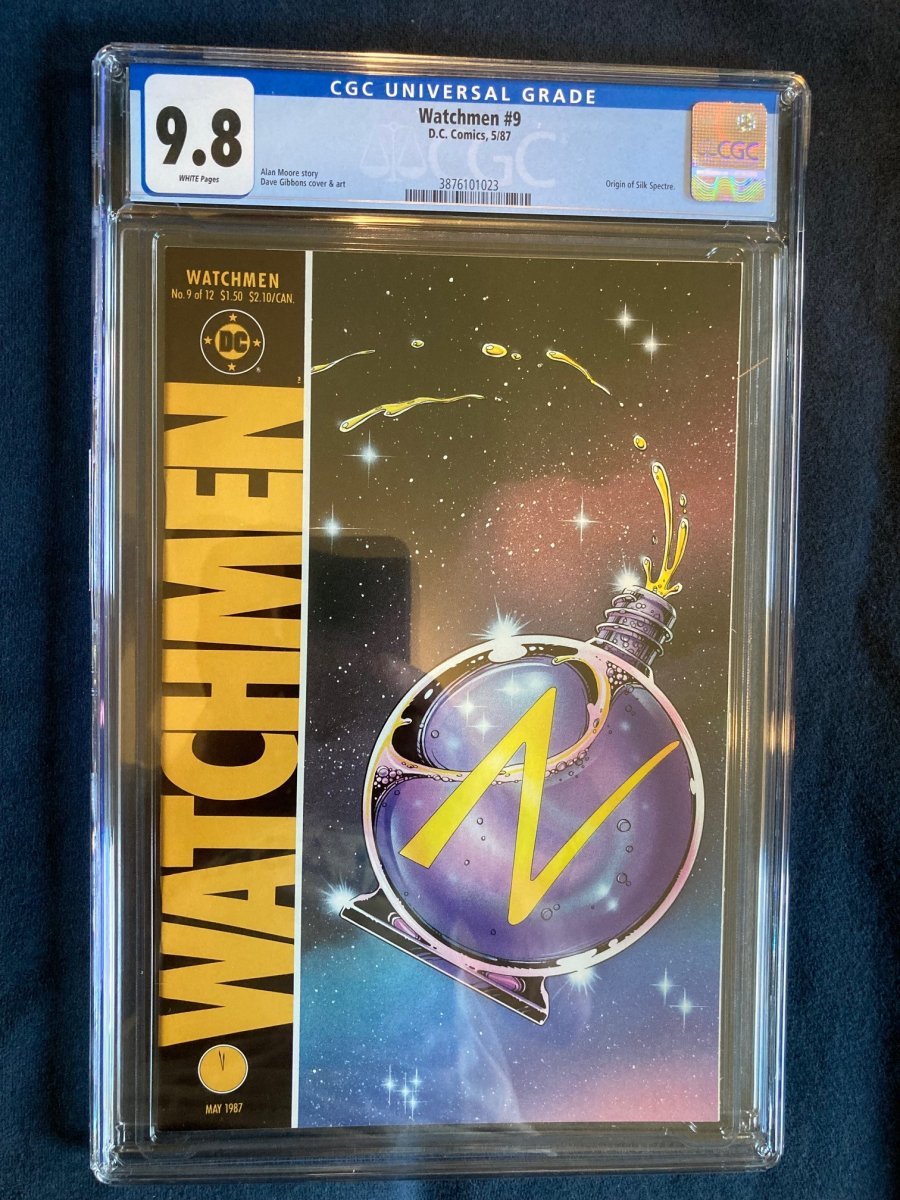 CGC UNIVERSAL GRADE
9.8
WHITE Pages
Watchmen #9
D.C. Comics, 5/87
Alan Moore story
Dave Gibbons cover & art
CGC
3876101023
Origin of Silk Spectre.
CGC
WATCHMEN
No. 9 of 12 $1.50 $2.10/CAN.
DC
®
™
WATCHMEN
N
MAY 1987